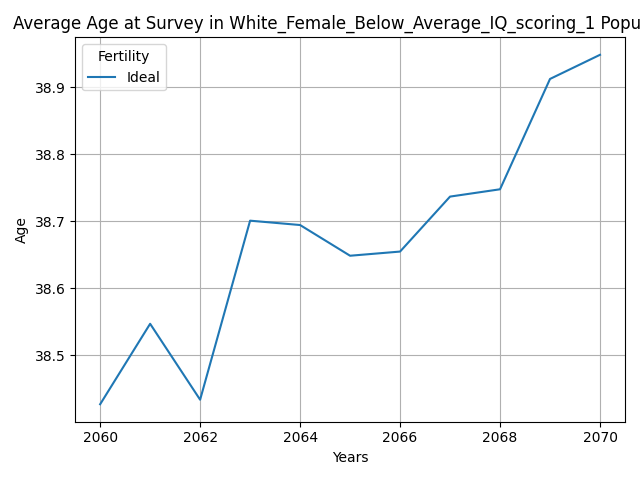 Average Age at Survey in White_Female_Below_Average_IQ_scoring_1 Popu
Fertility
Ideal
38.9
38.8
38.7
38.6
38.5
Age
2060
2062
2064
2066
2068
2070
Years